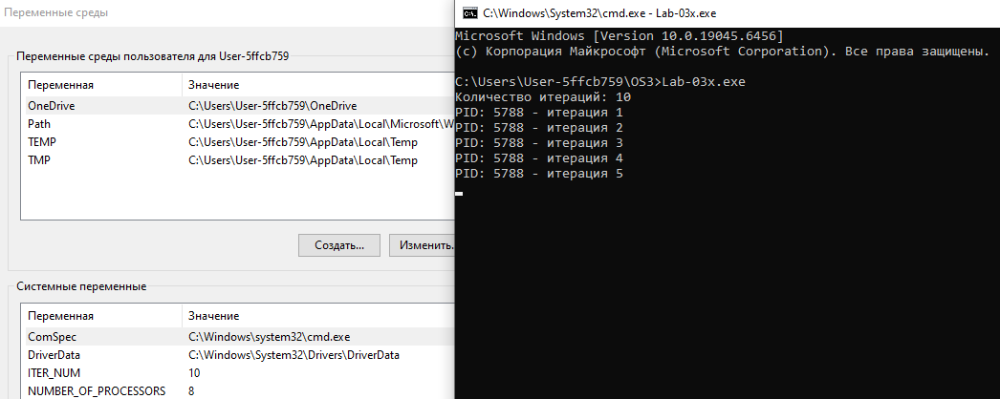 Переменные среды
Переменные среды пользователя для User-5ffcb759
Переменная Значение
OneDrive C:\Users\User-5ffcb759\OneDrive
Path C:\Users\User-5ffcb759\AppData\Local\Microsoft\W
TEMP C:\Users\User-5ffcb759\AppData\Local\Temp
TMP C:\Users\User-5ffcb759\AppData\Local\Temp
Создать... Изменить..
Системные переменные
Переменная Значение
ComSpec C:\Windows\system32\cmd.exe
DriverData C:\Windows\System32\Drivers\DriverData
ITER_NUM 10
NUMBER_OF_PROCESSORS 8
C:\Windows\System32\cmd.exe - Lab-03x.exe
Microsoft Windows [Version 10.0.19045.6456]
(c) Корпорация Майкрософт (Microsoft Corporation). Все права защищены.
C:\Users\User-5ffcb759\OS3>Lab-03x.exe
Количество итераций: 10
PID: 5788 - итерация 1
PID: 5788 - итерация 2
PID: 5788 - итерация 3
PID: 5788 - итерация 4
PID: 5788 - итерация 5